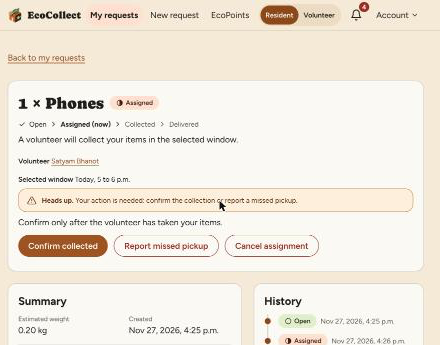 EcoCollect My requests New request EcoPoints Resident Volunteer 4 Account
Back to my requests
1 × Phones Assigned
Open > Assigned (now) > Collected > Delivered
A volunteer will collect your items in the selected window.
Volunteer Satyam Bhanot
Selected window Today, 5 to 6 p.m.
Heads up. Your action is needed: confirm the collection or report a missed pickup.
Confirm only after the volunteer has taken your items.
Confirm collected Report missed pickup Cancel assignment
Summary
Estimated weight Created
0.20 kg Nov 27, 2026, 4:25 p.m.
History
Open Nov 27, 2026, 4:25 p.m.
Assigned Nov 27, 2026, 4:26 p.m.